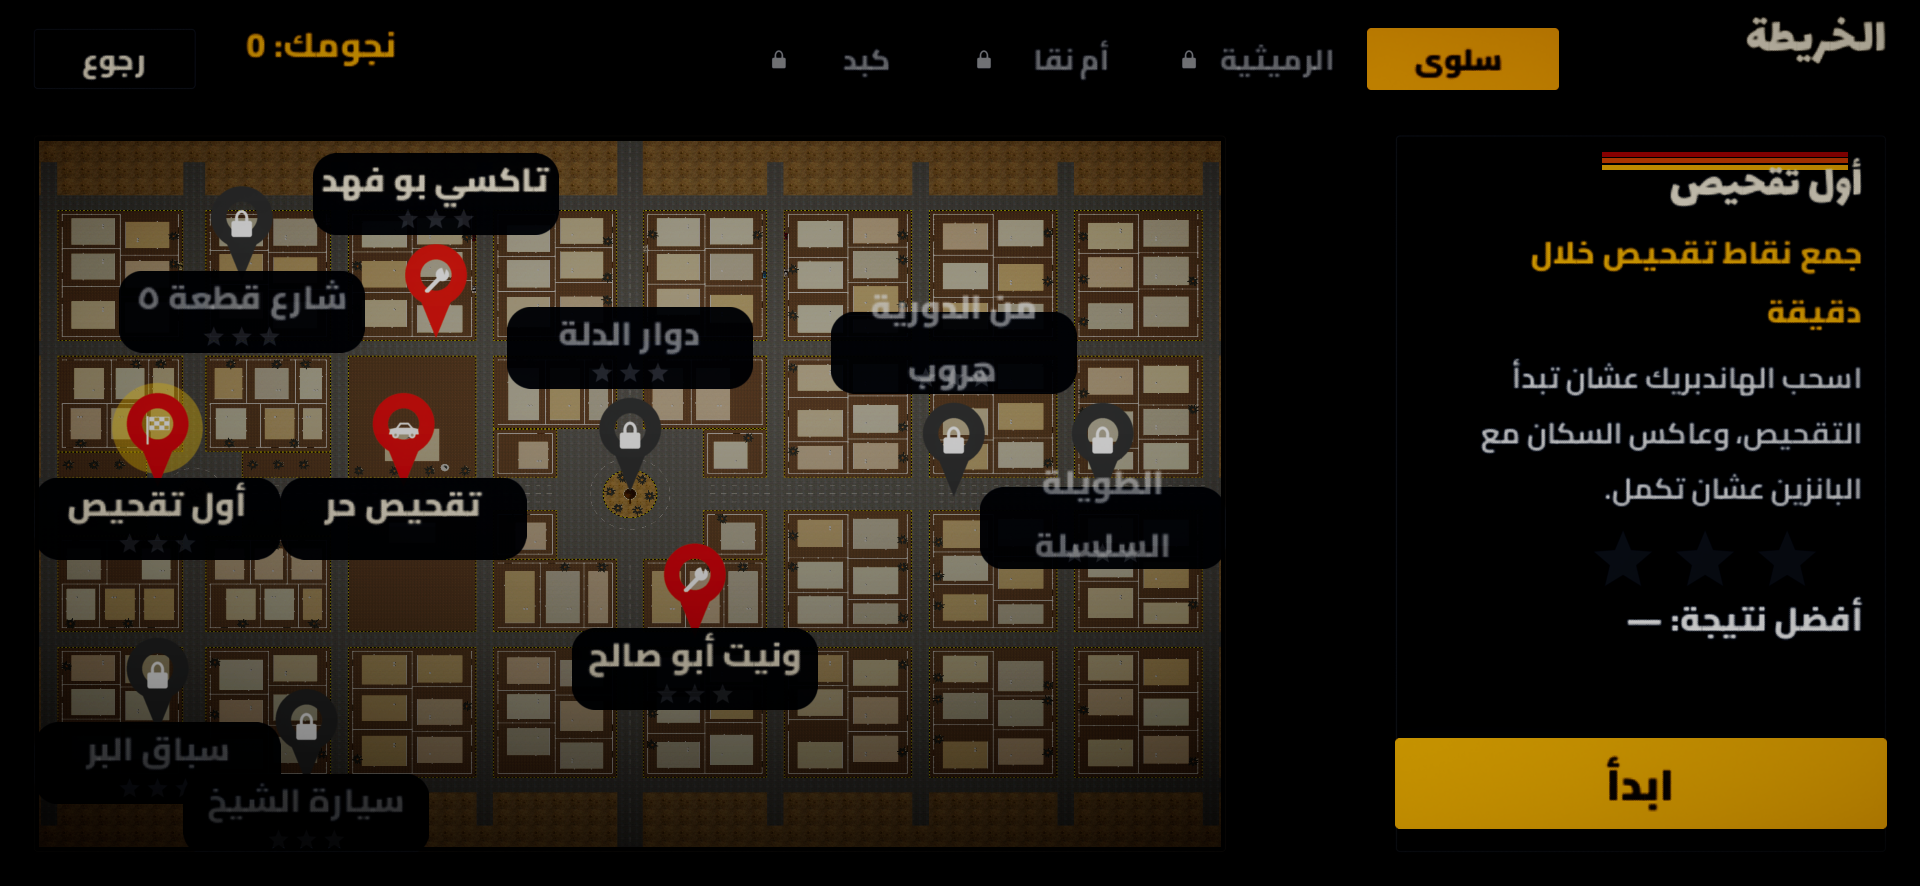 الخريطة
سلوى
الرميثية
أم نقا
كبد
نجومك: 0
رجوع
أول تقحيص
جمع نقاط تقحيص خلال
دقيقة
اسحب الهاندبريك عشان تبدأ
التقحيص، وعاكس السكان مع
البانزين عشان تكمل.
أفضل نتيجة: —
ابدأ
تاكسي بو فهد
شارع قطعة ٥
دوار الدلة
من الدورية
هروب
أول تقحيص
تقحيص حر
الطويلة
السلسلة
ونيت أبو صالح
سباق البر
سيارة الشيخ